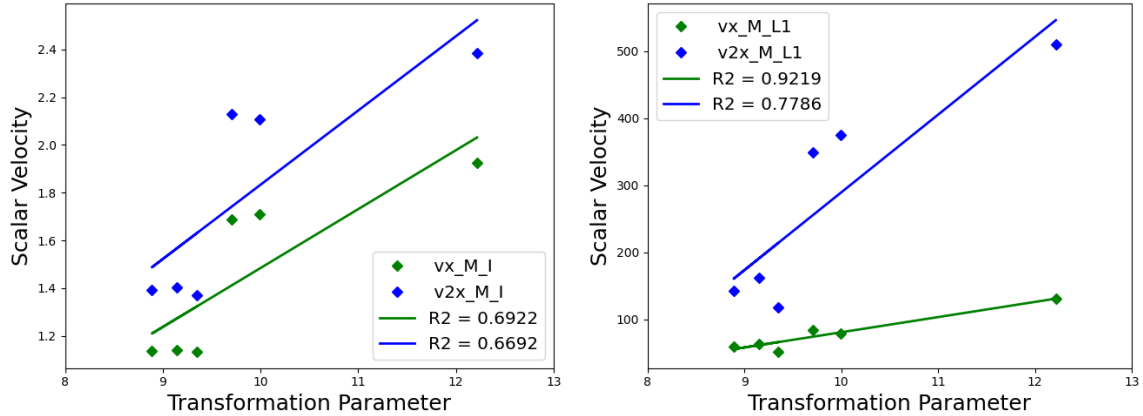 Scalar Velocity
2.4
2.2
2.0
1.8
1.6
1.4
1.2
8
9
10
11
12
13
Transformation Parameter
vx_M_I
v2x_M_I
R2 = 0.6922
R2 = 0.6692
Scalar Velocity
500
400
300
200
100
8
9
10
11
12
13
Transformation Parameter
vx_M_L1
v2x_M_L1
R2 = 0.9219
R2 = 0.7786